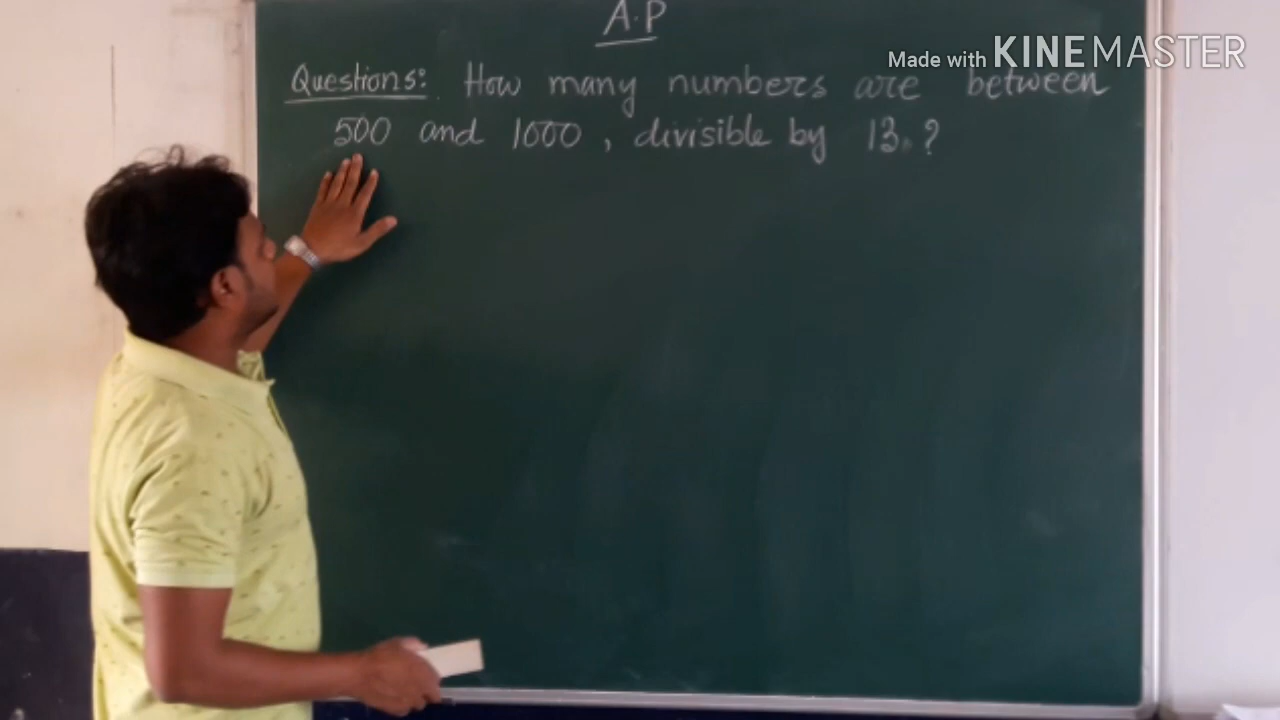 A.P
Made with KINEMASTER
Questions: How many numbers are between
500 and 1000, divisible by 13.?